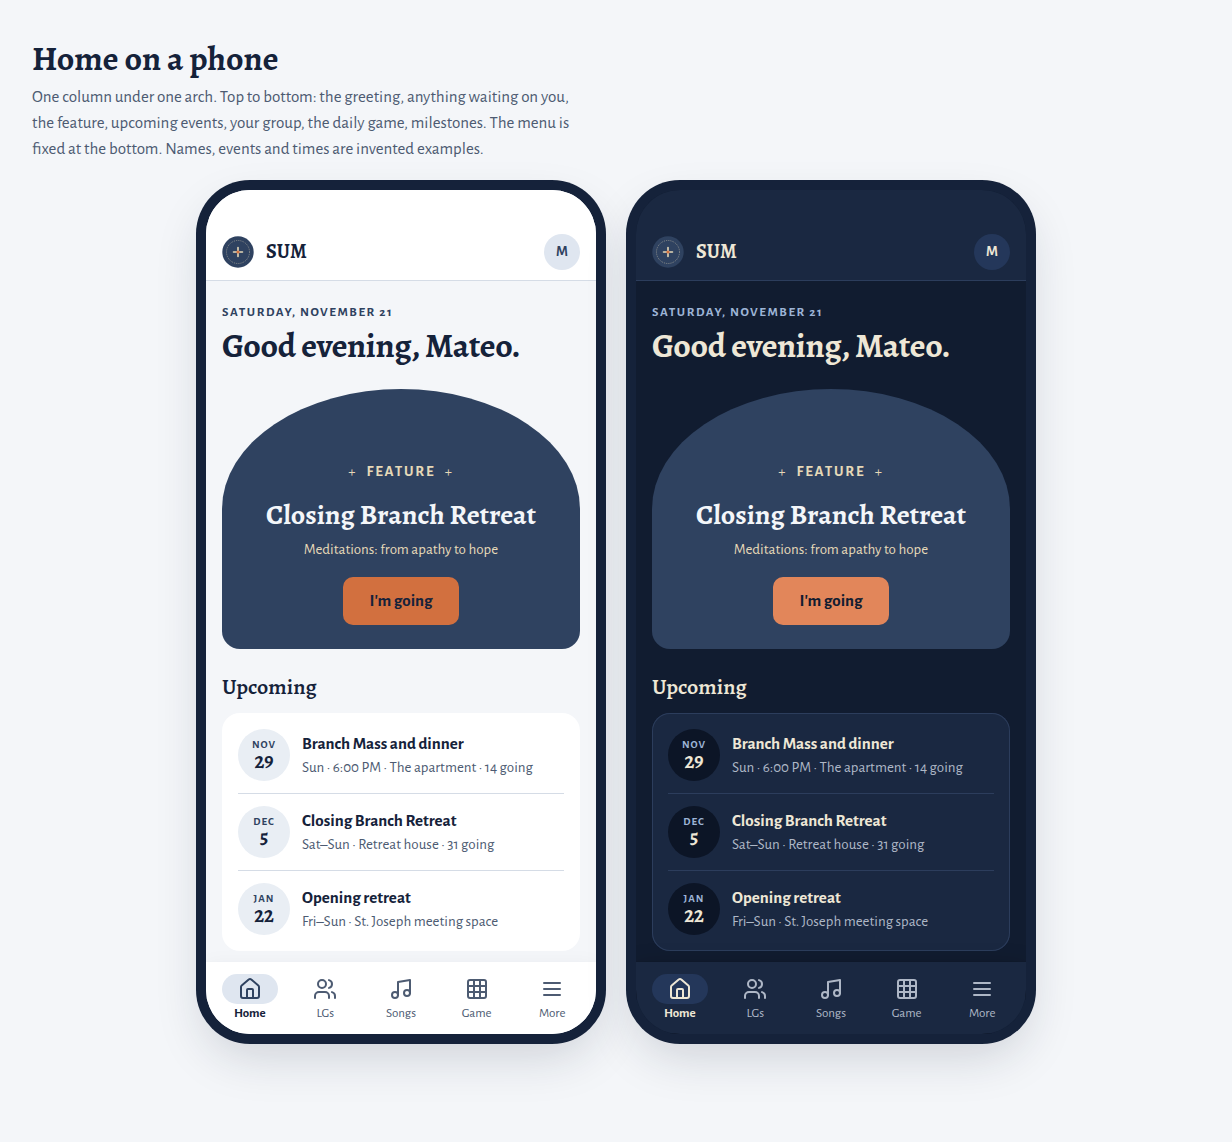 Home on a phone
One column under one arch. Top to bottom: the greeting, anything waiting on you,
the feature, upcoming events, your group, the daily game, milestones. The menu is
fixed at the bottom. Names, events and times are invented examples.
SUM
M
SATURDAY, NOVEMBER 21
Good evening, Mateo.
+ FEATURE +
Closing Branch Retreat
Meditations: from apathy to hope
I'm going
Upcoming
NOV
29
Branch Mass and dinner
Sun · 6:00 PM · The apartment · 14 going
DEC
5
Closing Branch Retreat
Sat–Sun · Retreat house · 31 going
JAN
22
Opening retreat
Fri–Sun · St. Joseph meeting space
Home
LGs
Songs
Game
More
SUM
M
SATURDAY, NOVEMBER 21
Good evening, Mateo.
+ FEATURE +
Closing Branch Retreat
Meditations: from apathy to hope
I'm going
Upcoming
NOV
29
Branch Mass and dinner
Sun · 6:00 PM · The apartment · 14 going
DEC
5
Closing Branch Retreat
Sat–Sun · Retreat house · 31 going
JAN
22
Opening retreat
Fri–Sun · St. Joseph meeting space
Home
LGs
Songs
Game
More